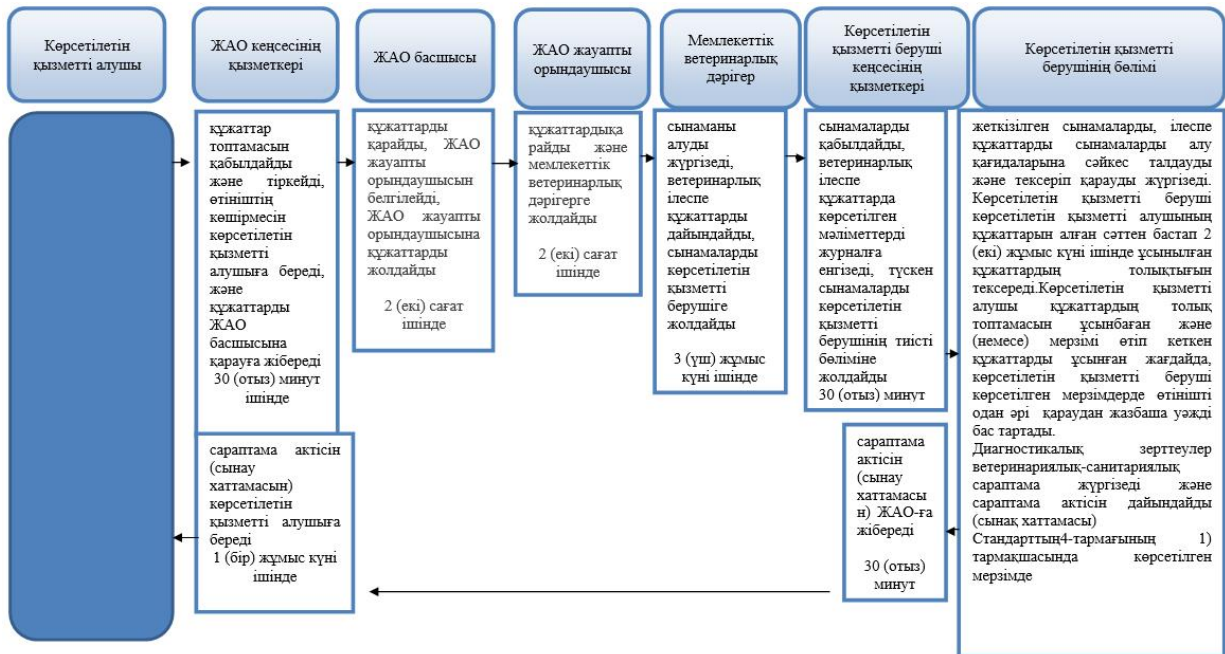 Көрсетілетін
қызметті алушы
ЖАО кеңсесінің
қызметкері
ЖАО басшысы
ЖАО жауапты
орындаушысы
Мемлекеттік
ветеринарлық
дәрігер
Көрсетілетін
қызметті беруші
кеңсесінің
қызметкері
Көрсетілетін қызметті
берушінің бөлімі
құжаттар
топтамасын
қабылдайды
және тіркейді,
өтініштің
көшірмесін
көрсетілетін
қызметті
алушыға береді,
және
құжаттарды
ЖАО
басшысына
қарауға жібереді
30 (отыз) минут
ішінде
құжаттарды
қарайды, ЖАО
жауапты
орындаушысын
белгілейді,
ЖАО жауапты
орындаушысына
құжаттарды
жолдайды
2 (екі) сағат
ішінде
құжаттардықа
райды және
мемлекеттік
ветеринарлық
дәрігерге
жолдайды
2 (екі) сағат
ішінде
сынаманы
алуды
жүргізеді,
ветеринарлық
ілеспе
құжаттарды
дайындайды,
сынамаларды
көрсетілетін
қызметті
берушіге
жолдайды
3 (үш) жұмыс
күні ішінде
сынамаларды
қабылдайды,
ветеринарлық
ілеспе
құжаттарда
көрсетілген
мәліметтерді
журналға
енгізеді, түскен
сынамаларды
көрсетілетін
қызметті
берушінің тиісті
бөліміне
жолдайды
30 (отыз) минут
жеткізілген сынамаларды, ілеспе
құжаттарды сынамаларды алу
қағидаларына сәйкес талдауды
және тексеріп қарауды жүргізеді.
Көрсетілетін қызметті беруші
көрсетілетін қызметті алушының
құжаттарын алған сәттен бастап 2
(екі) жұмыс күні ішінде ұсынылған
құжаттардың толықтығын
тексереді.Көрсетілетін қызметті
алушы құжаттардың толық
топтамасын ұсынбаған және
(немесе) мерзімі өтіп кеткен
құжаттарды ұсынған жағдайда,
көрсетілетін қызметті беруші
көрсетілген мерзімдерде өтінішті
одан әрі қараудан жазбаша уәжді
бас тартады.
Диагностикалық зерттеулер
ветеринариялық-санитариялық
сараптама жүргізеді және
сараптама актісін дайындайды
(сынақ хаттамасы)
Стандарттың4-тармағының 1)
тармақшасында көрсетілген
мерзімде
сараптама
актісін
(сынау
хаттамасы
н) ЖАО-ға
жібереді
30 (отыз)
минут
сараптама актісін
(сынау
хаттамасын)
көрсетілетін
қызметті алушыға
береді
1 (бір) жұмыс күні
ішінде